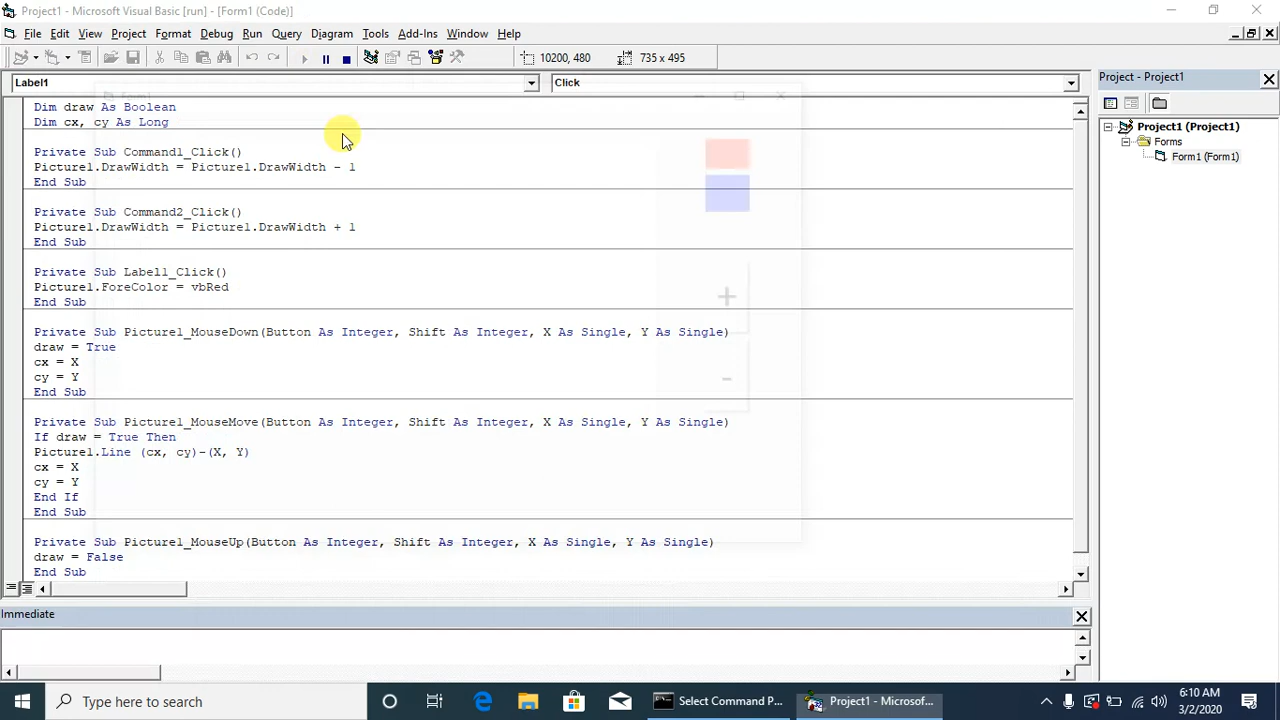 Project1 - Microsoft Visual Basic [run] - [Form1 (Code)]
File Edit View Project Format Debug Run Query Diagram Tools Add-Ins Window Help
10200, 480 735 x 495
Label1 Click
Project - Project1
Form1
Dim draw As Boolean
Dim cx, cy As Long
Private Sub Command1_Click()
Picture1.DrawWidth = Picture1.DrawWidth - 1
End Sub
Private Sub Command2_Click()
Picture1.DrawWidth = Picture1.DrawWidth + 1
End Sub
Private Sub Label1_Click()
Picture1.ForeColor = vbRed
End Sub
Private Sub Picture1_MouseDown(Button As Integer, Shift As Integer, X As Single, Y As Single)
draw = True
cx = X
cy = Y
End Sub
Private Sub Picture1_MouseMove(Button As Integer, Shift As Integer, X As Single, Y As Single)
If draw = True Then
Picture1.Line (cx, cy)-(X, Y)
cx = X
cy = Y
End If
End Sub
Private Sub Picture1_MouseUp(Button As Integer, Shift As Integer, X As Single, Y As Single)
draw = False
End Sub
+
-
Project1 (Project1)
Forms
Form1 (Form1)
Immediate
Type here to search
Select Command P...
Project1 - Microsof...
6:10 AM
3/2/2020